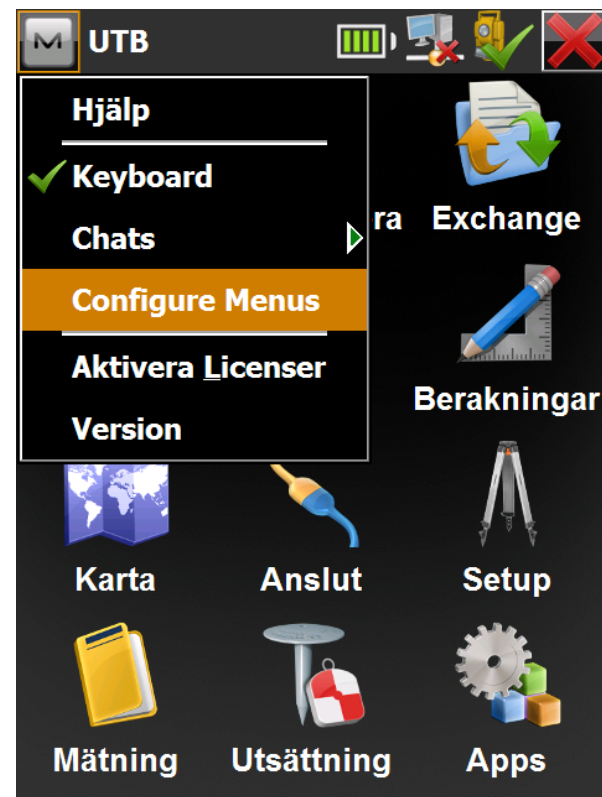 M UTB
Hjälp
Keyboard
Chats
Configure Menus
Aktivera Licenser
Version
ra Exchange
Berakningar
Karta Anslut Setup
Mätning Utsättning Apps